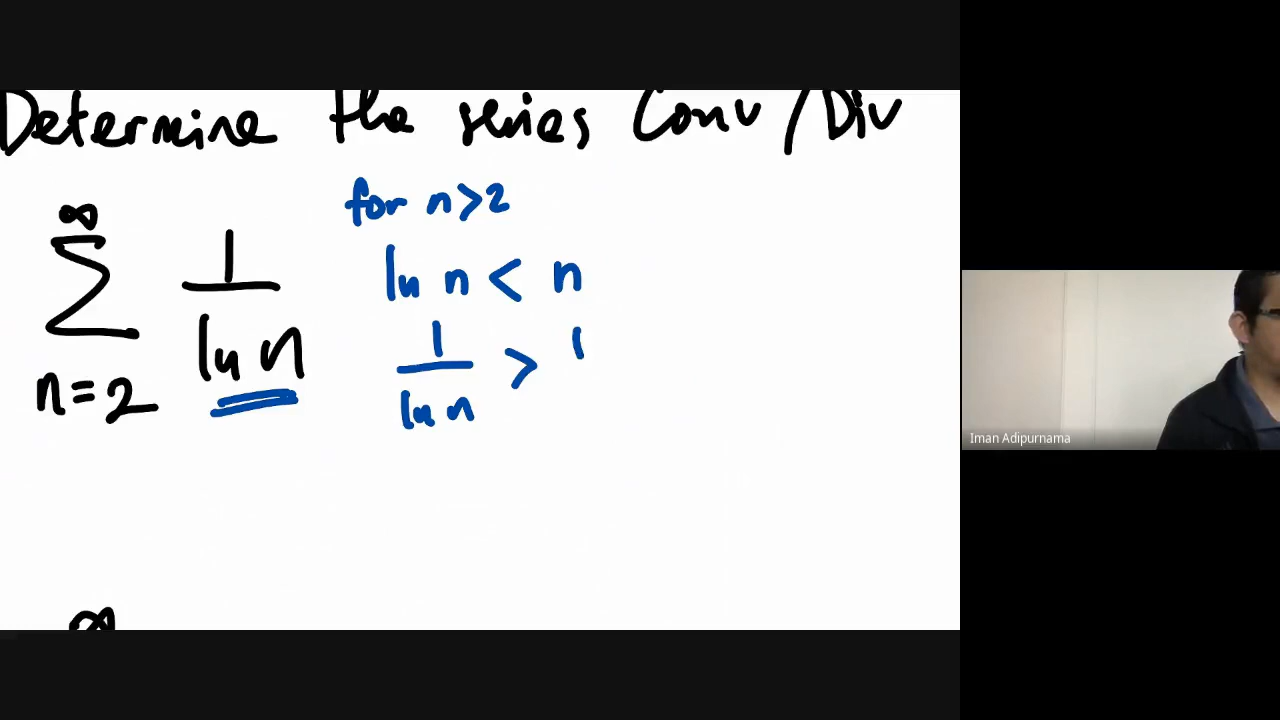 Determine the series Conv/Div
∞
∑
n=2
1
ln n
for n>2
ln n < n
1
ln n
>
1
∞
Iman Adipurnama